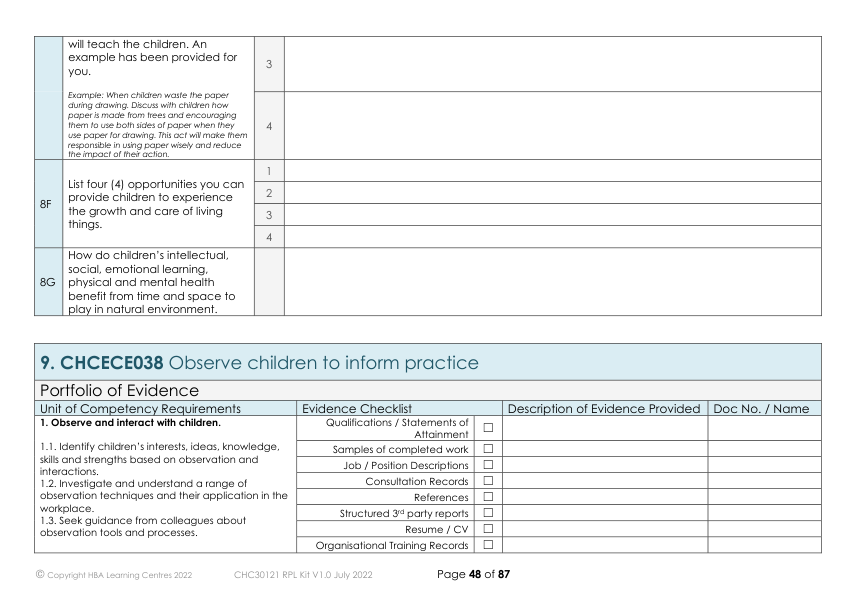 will teach the children. An
example has been provided for
you.
3
Example: When children waste the paper
during drawing. Discuss with children how
paper is made from trees and encouraging
them to use both sides of paper when they
use paper for drawing. This act will make them
responsible in using paper wisely and reduce
the impact of their action.
4
8F
List four (4) opportunities you can
provide children to experience
the growth and care of living
things.
1
2
3
4
8G
How do children’s intellectual,
social, emotional learning,
physical and mental health
benefit from time and space to
play in natural environment.
9. CHCECE038 Observe children to inform practice
Portfolio of Evidence
Unit of Competency Requirements
Evidence Checklist
Description of Evidence Provided
Doc No. / Name
1. Observe and interact with children.
1.1. Identify children’s interests, ideas, knowledge,
skills and strengths based on observation and
interactions.
1.2. Investigate and understand a range of
observation techniques and their application in the
workplace.
1.3. Seek guidance from colleagues about
observation tools and processes.
Qualifications / Statements of
Attainment
☐
Samples of completed work ☐
Job / Position Descriptions ☐
Consultation Records ☐
References ☐
Structured 3rd party reports ☐
Resume / CV ☐
Organisational Training Records ☐
© Copyright HBA Learning Centres 2022 CHC30121 RPL Kit V1.0 July 2022 Page 48 of 87